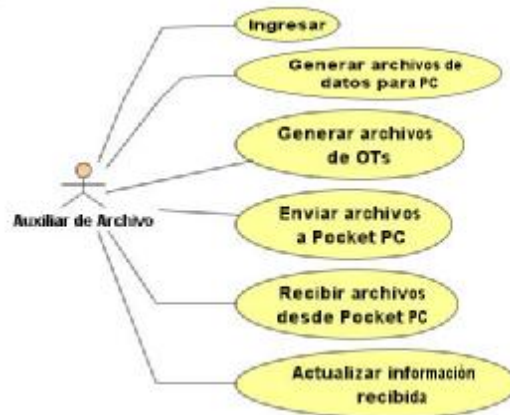 Ingresar
Generar archivos de
datos para PC
Generar archivos
de OTs
Auxiliar de Archivo
Enviar archivos
a Pocket PC
Recibir archivos
desde Pocket PC
Actualizar información
recibida